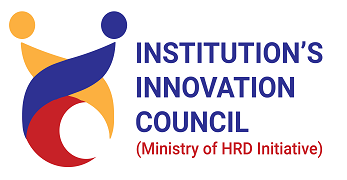 INSTITUTION'S
INNOVATION
COUNCIL
(Ministry of HRD Initiative)